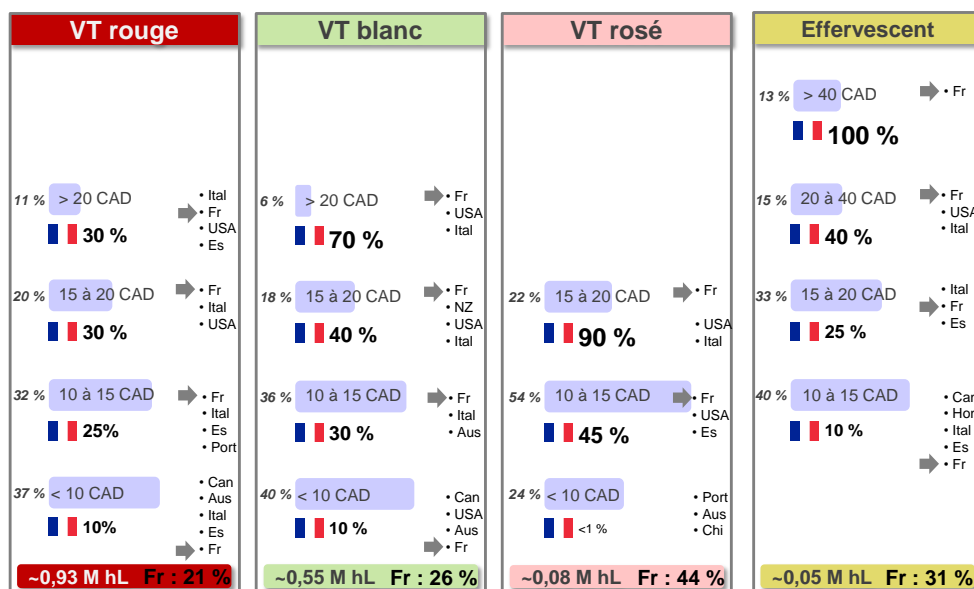 VT rouge
11 % > 20 CAD
30 %
• Ital
• Fr
• USA
• Es
20 % 15 à 20 CAD
30 %
• Fr
• Ital
• USA
32 % 10 à 15 CAD
25%
• Fr
• Ital
• Es
• Port
37 % < 10 CAD
10%
• Can
• Aus
• Ital
• Es
• Fr
~0,93 M hL Fr : 21 %
VT blanc
6 % > 20 CAD
70 %
• Fr
• USA
• Ital
18 % 15 à 20 CAD
40 %
• Fr
• NZ
• USA
• Ital
36 % 10 à 15 CAD
30 %
• Fr
• Ital
• Aus
40 % < 10 CAD
10 %
• Can
• USA
• Aus
• Fr
~0,55 M hL Fr : 26 %
VT rosé
22 % 15 à 20 CAD
90 %
• Fr
• USA
• Ital
54 % 10 à 15 CAD
45 %
• Fr
• USA
• Es
24 % < 10 CAD
<1 %
• Port
• Aus
• Chi
~0,08 M hL Fr : 44 %
Effervescent
13 % > 40 CAD
100 %
• Fr
15 % 20 à 40 CAD
40 %
• Fr
• USA
• Ital
33 % 15 à 20 CAD
25 %
• Ital
• Fr
• Es
40 % 10 à 15 CAD
10 %
• Can
• Hon
• Ital
• Es
• Fr
~0,05 M hL Fr : 31 %